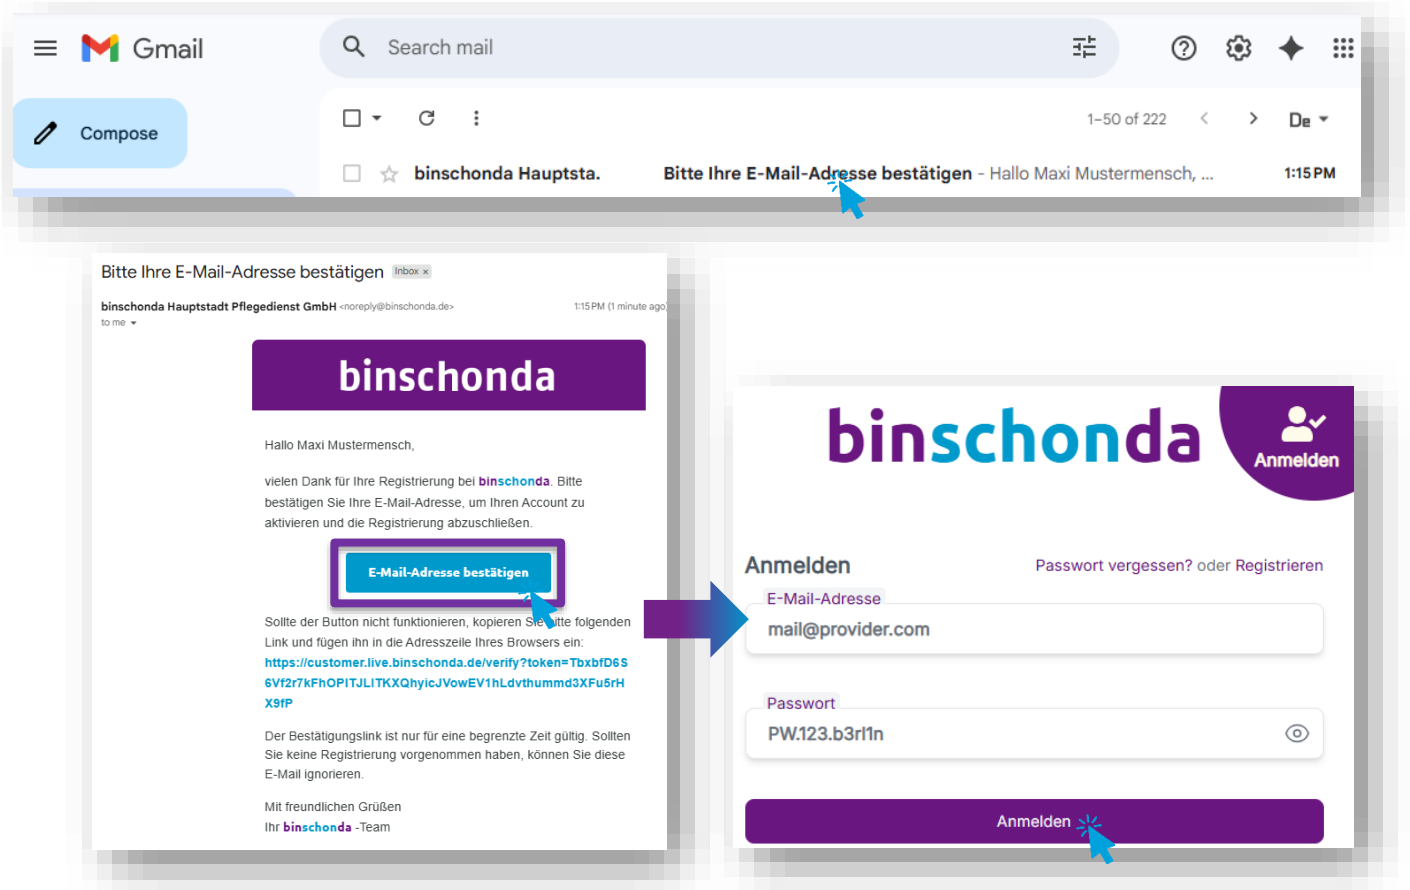 Gmail
Search mail
Compose
1–50 of 222
De
binschonda Hauptsta. Bitte Ihre E-Mail-Adresse bestätigen - Hallo Maxi Mustermensch, ... 1:15 PM
Bitte Ihre E-Mail-Adresse bestätigen Inbox ×
binschonda Hauptstadt Pflegedienst GmbH <noreply@binschonda.de> 1:15 PM (1 minute ago)
to me
binschonda
Hallo Maxi Mustermensch,
vielen Dank für Ihre Registrierung bei binschonda. Bitte
bestätigen Sie Ihre E-Mail-Adresse, um Ihren Account zu
aktivieren und die Registrierung abzuschließen.
E-Mail-Adresse bestätigen
Sollte der Button nicht funktionieren, kopieren Sie bitte folgenden
Link und fügen ihn in die Adresszeile Ihres Browsers ein:
https://customer.live.binschonda.de/verify?token=TbxbfD6S
6Vf2r7kFhOPITJLITKXQhyicJVowEV1hLdvthummd3XFu5rH
X9fP
Der Bestätigungslink ist nur für eine begrenzte Zeit gültig. Sollten
Sie keine Registrierung vorgenommen haben, können Sie diese
E-Mail ignorieren.
Mit freundlichen Grüßen
Ihr binschonda -Team
binschonda
Anmelden
Anmelden
Passwort vergessen? oder Registrieren
E-Mail-Adresse
mail@provider.com
Passwort
PW.123.b3rl1n
Anmelden